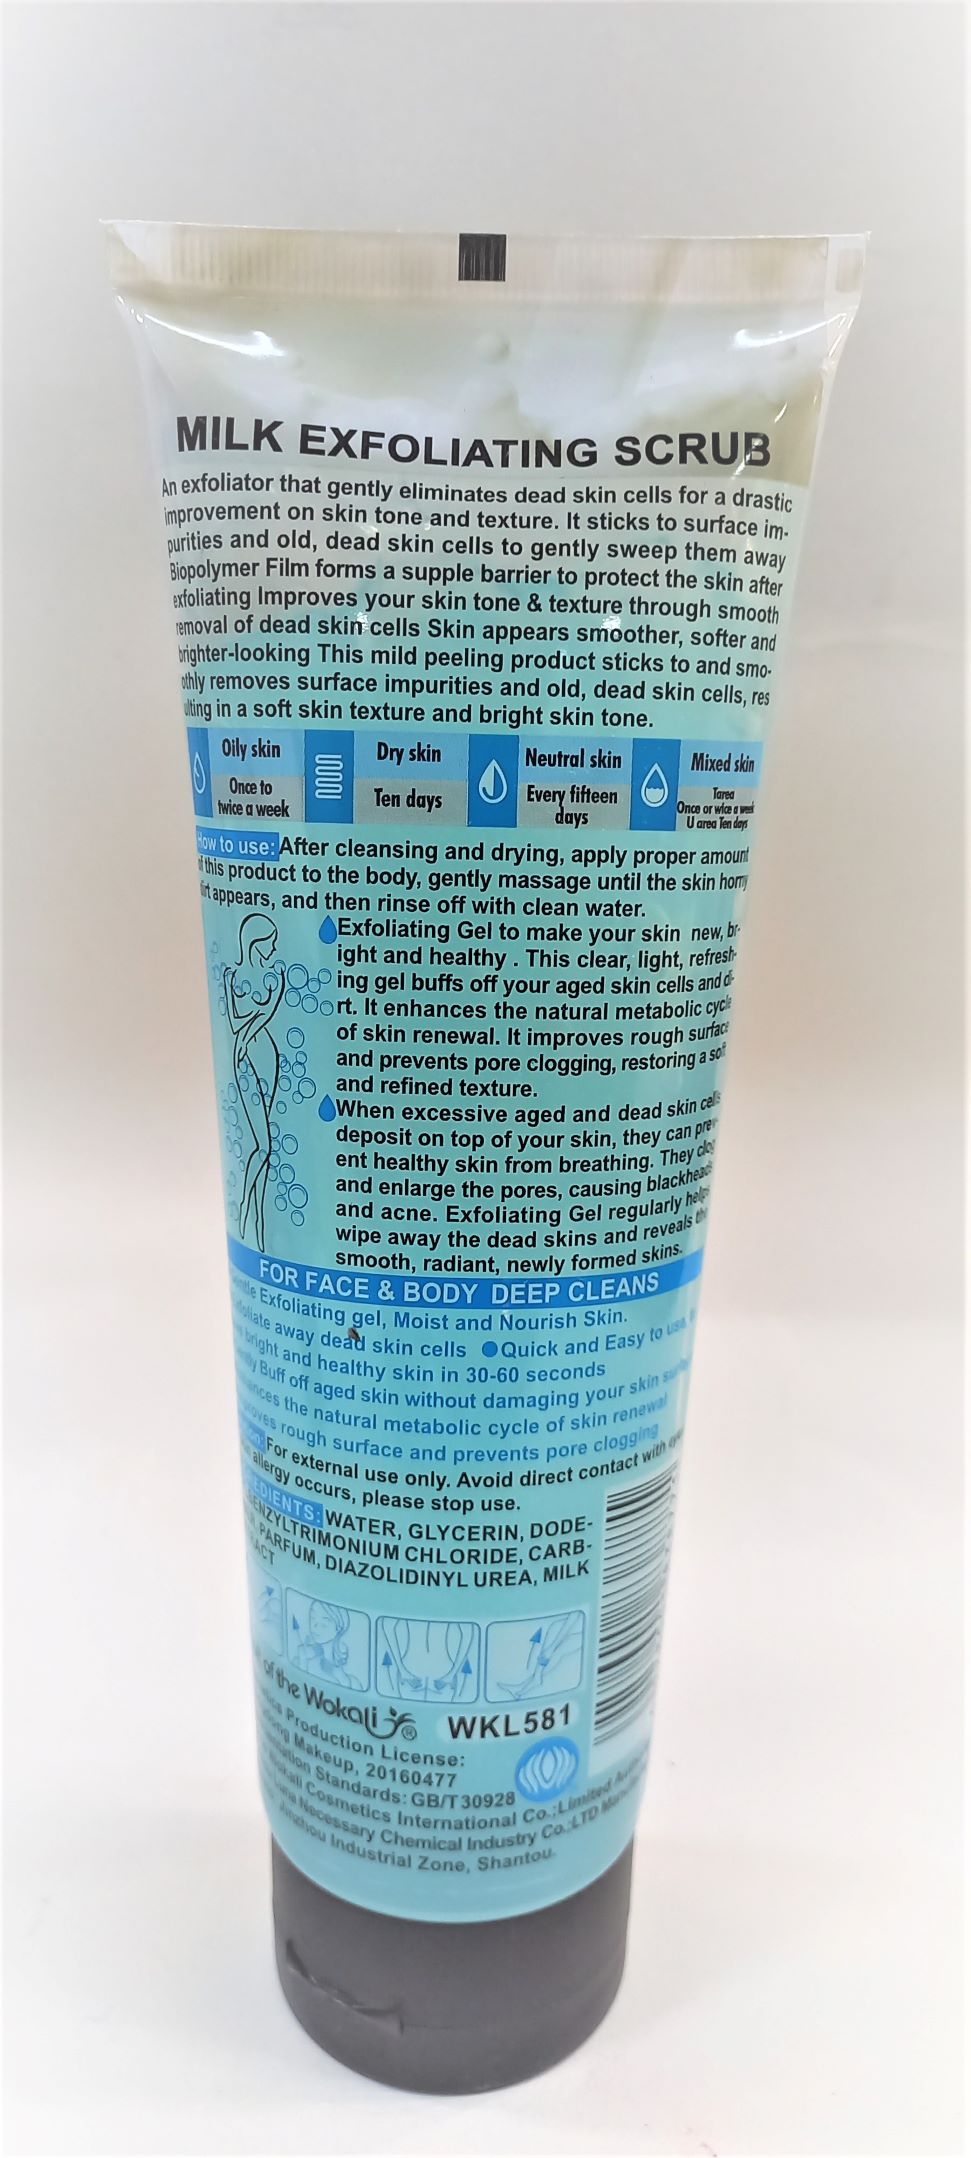 MILK EXFOLIATING SCRUB
An exfoliator that gently eliminates dead skin cells for a drastic
improvement on skin tone and texture. It sticks to surface im-
purities and old, dead skin cells to gently sweep them away
Biopolymer Film forms a supple barrier to protect the skin after
exfoliating Improves your skin tone & texture through smooth
removal of dead skin cells Skin appears smoother, softer and
brighter-looking This mild peeling product sticks to and smo-
othly removes surface impurities and old, dead skin cells, res
ulting in a soft skin texture and bright skin tone.
Oily skin
Once to
twice a week
Dry skin
Ten days
Neutral skin
Every fifteen
days
Mixed skin
Tarea
Once or wice a week
U area Ten days
How to use: After cleansing and drying, apply proper amount
of this product to the body, gently massage until the skin horny
dirt appears, and then rinse off with clean water.
Exfoliating Gel to make your skin new, br-
ight and healthy . This clear, light, refresh-
ing gel buffs off your aged skin cells and di-
rt. It enhances the natural metabolic cycle
of skin renewal. It improves rough surface
and prevents pore clogging, restoring a soft
and refined texture.
When excessive aged and dead skin cells
deposit on top of your skin, they can prev-
ent healthy skin from breathing. They clog
and enlarge the pores, causing blackheads
and acne. Exfoliating Gel regularly helps
wipe away the dead skins and reveals the
smooth, radiant, newly formed skins.
FOR FACE & BODY DEEP CLEANS
Exfoliating gel, Moist and Nourish Skin.
away dead skin cells ●Quick and Easy to use,
bright and healthy skin in 30-60 seconds
Buff off aged skin without damaging your skin
the natural metabolic cycle of skin renewal
rough surface and prevents pore clogging
For external use only. Avoid direct contact with
allergy occurs, please stop use.
INGREDIENTS: WATER, GLYCERIN, DODE-
BENZYLTRIMONIUM CHLORIDE, CARB-
PARFUM, DIAZOLIDINYL UREA, MILK
of the Wokali ®
WKL581
Production License:
Makeup, 20160477
Standards: GB/T30928
Cosmetics International Co.;Limited
Necessary Chemical Industry Co.;LTD
Industrial Zone, Shantou.